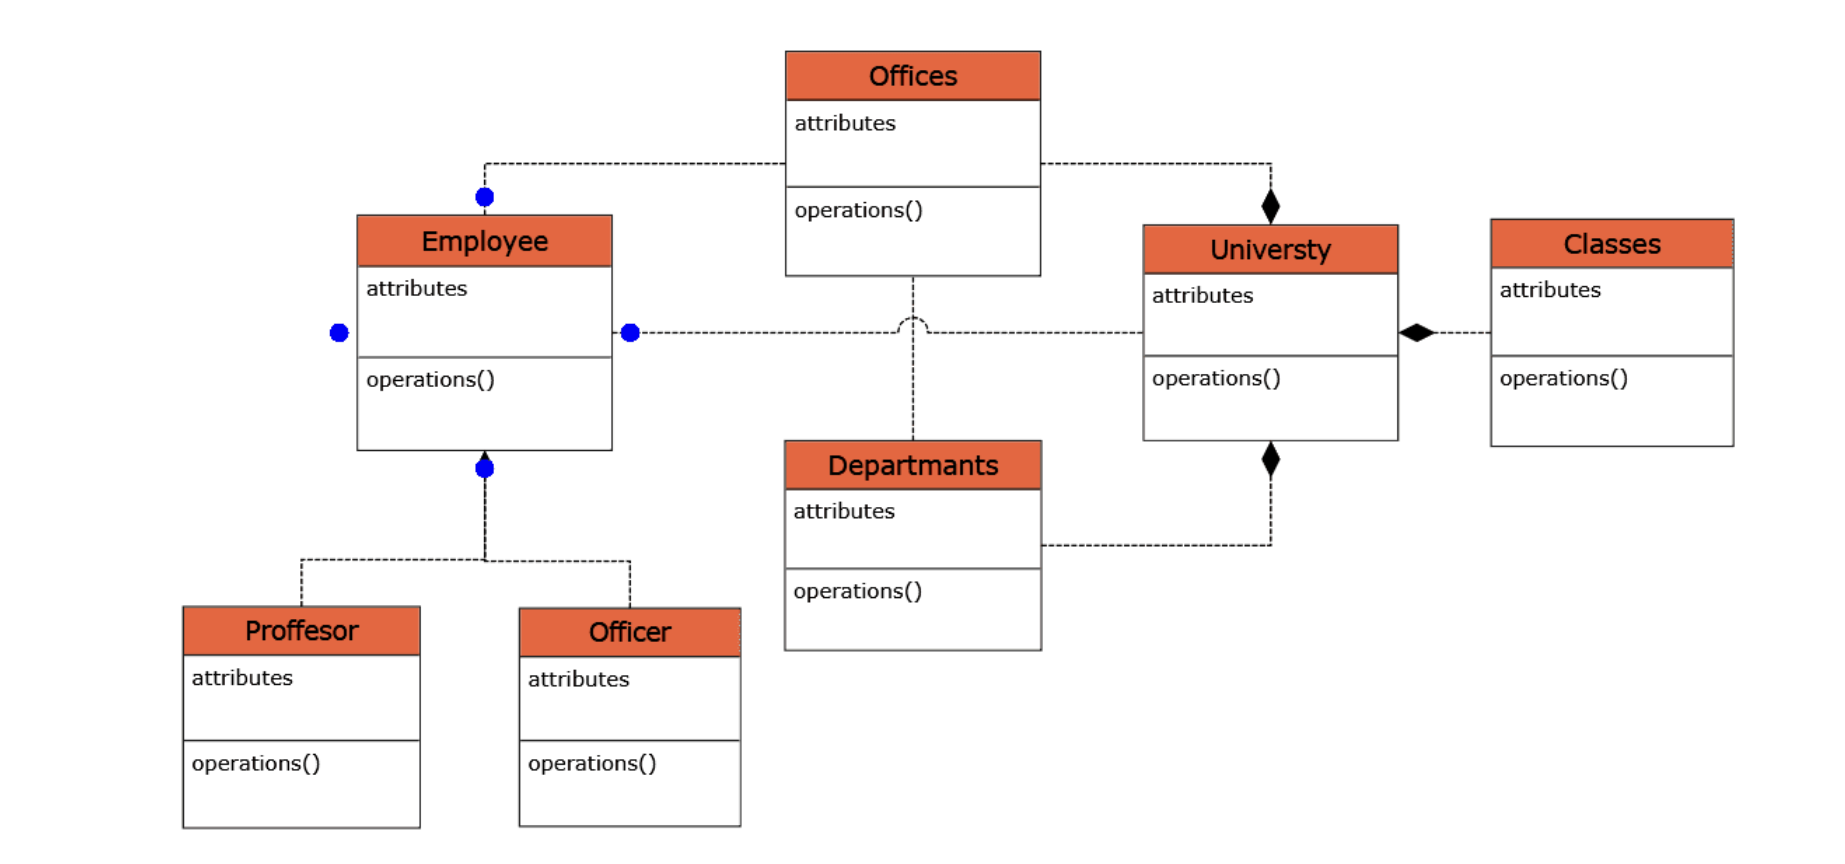 Offices
attributes
operations()
Employee
attributes
operations()
Universty
attributes
operations()
Classes
attributes
operations()
Departmants
attributes
operations()
Proffesor
attributes
operations()
Officer
attributes
operations()